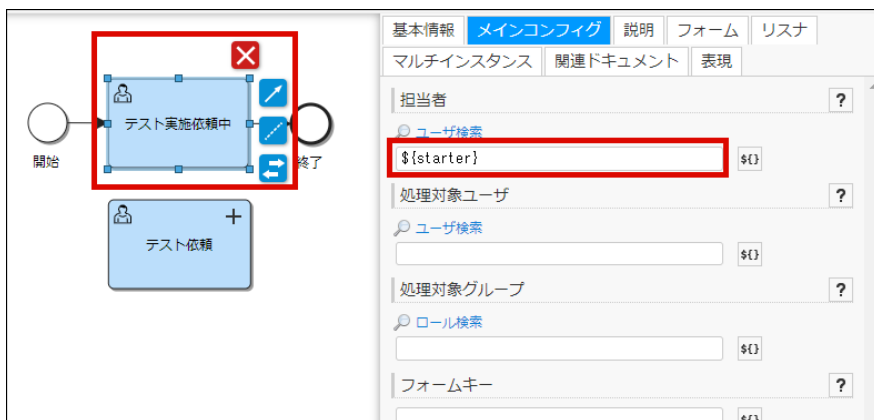 基本情報 メインコンフィグ 説明 フォーム リスナ
マルチインスタンス 関連ドキュメント 表現
担当者 ?
ユーザ検索
${starter} ${}
処理対象ユーザ ?
ユーザ検索
${}
処理対象グループ ?
ロール検索
${}
フォームキー ?
${}
テスト実施依頼中
開始
終了
テスト依頼